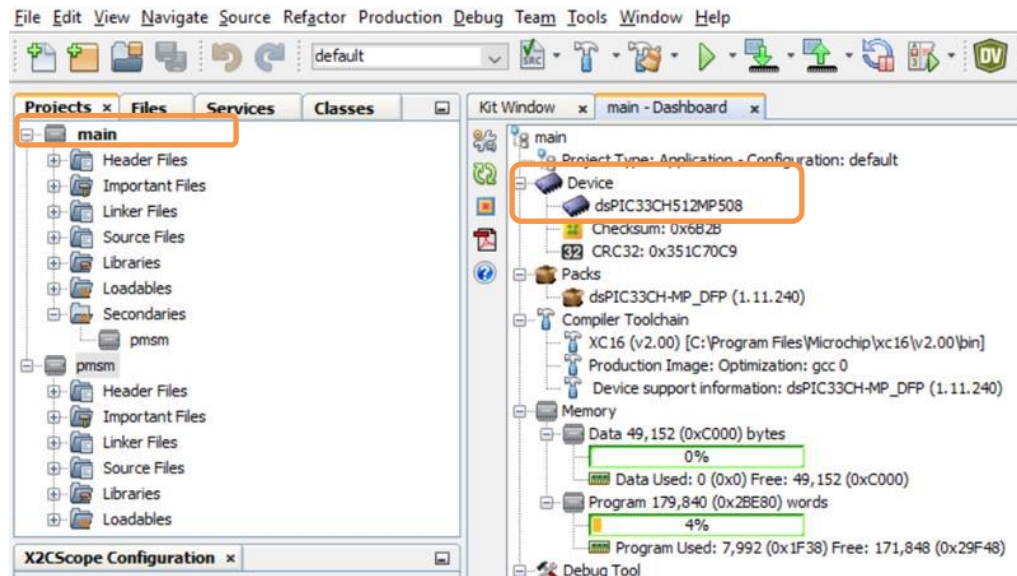 File Edit View Navigate Source Refactor Production Debug Team Tools Window Help
default
SRC
DV
Projects × Files Services Classes
main
Header Files
Important Files
Linker Files
Source Files
Libraries
Loadables
Secondaries
pmsm
pmsm
Header Files
Important Files
Linker Files
Source Files
Libraries
Loadables
X2CScope Configuration ×
Kit Window × main - Dashboard ×
main
Project Type: Application - Configuration: default
Device
dsPIC33CH512MP508
Checksum: 0x6B2B
32 CRC32: 0x351C70C9
Packs
dsPIC33CH-MP_DFP (1.11.240)
Compiler Toolchain
XC16 (v2.00) [C:\Program Files\Microchip\xc16\v2.00\bin]
Production Image: Optimization: gcc 0
Device support information: dsPIC33CH-MP_DFP (1.11.240)
Memory
Data 49,152 (0xC000) bytes
0%
Data Used: 0 (0x0) Free: 49,152 (0xC000)
Program 179,840 (0x2BE80) words
4%
Program Used: 7,992 (0x1F38) Free: 171,848 (0x29F48)
Debug Tool